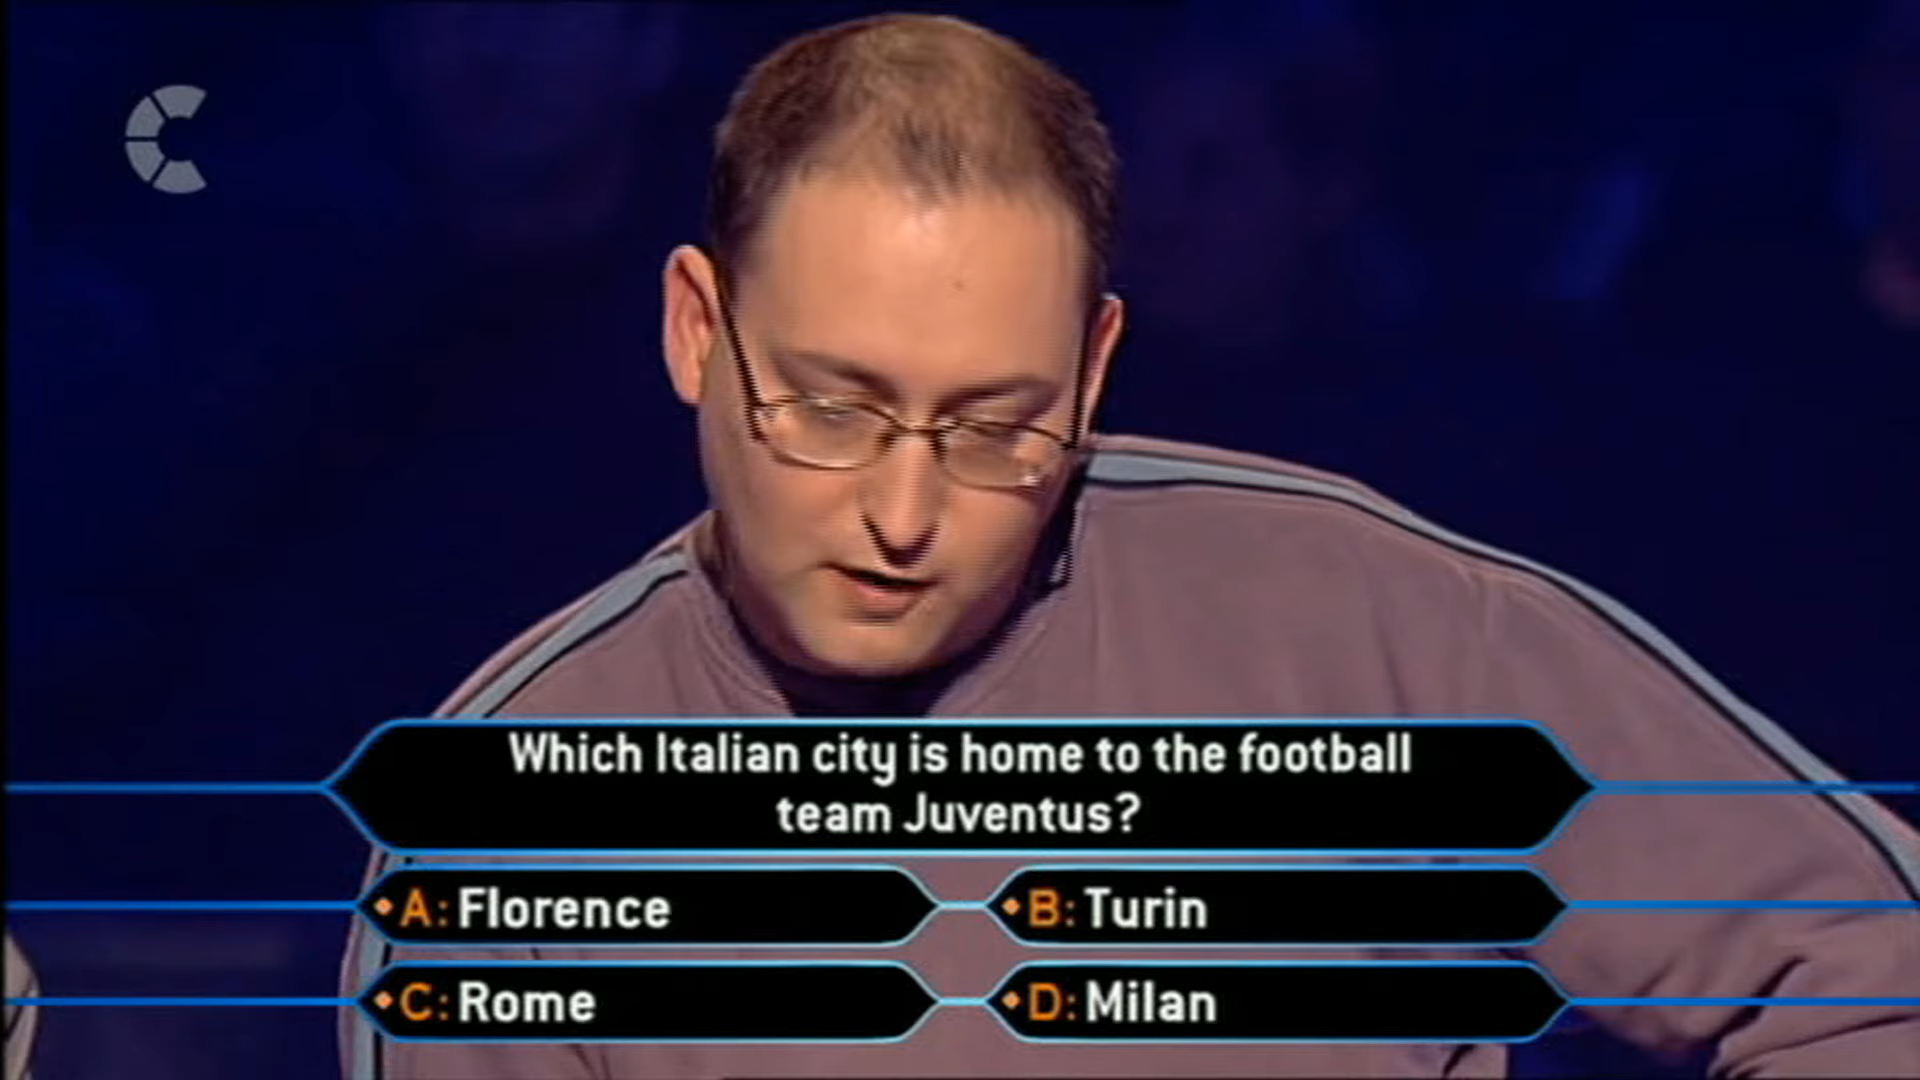 Which Italian city is home to the football
team Juventus?
A: Florence
B: Turin
C: Rome
D: Milan